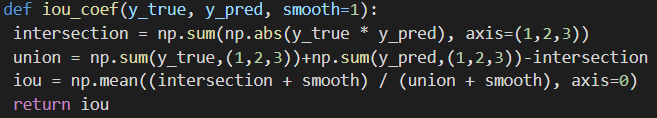 def iou_coef(y_true, y_pred, smooth=1):
 intersection = np.sum(np.abs(y_true * y_pred), axis=(1,2,3))
 union = np.sum(y_true,(1,2,3))+np.sum(y_pred,(1,2,3))-intersection
 iou = np.mean((intersection + smooth) / (union + smooth), axis=0)
 return iou